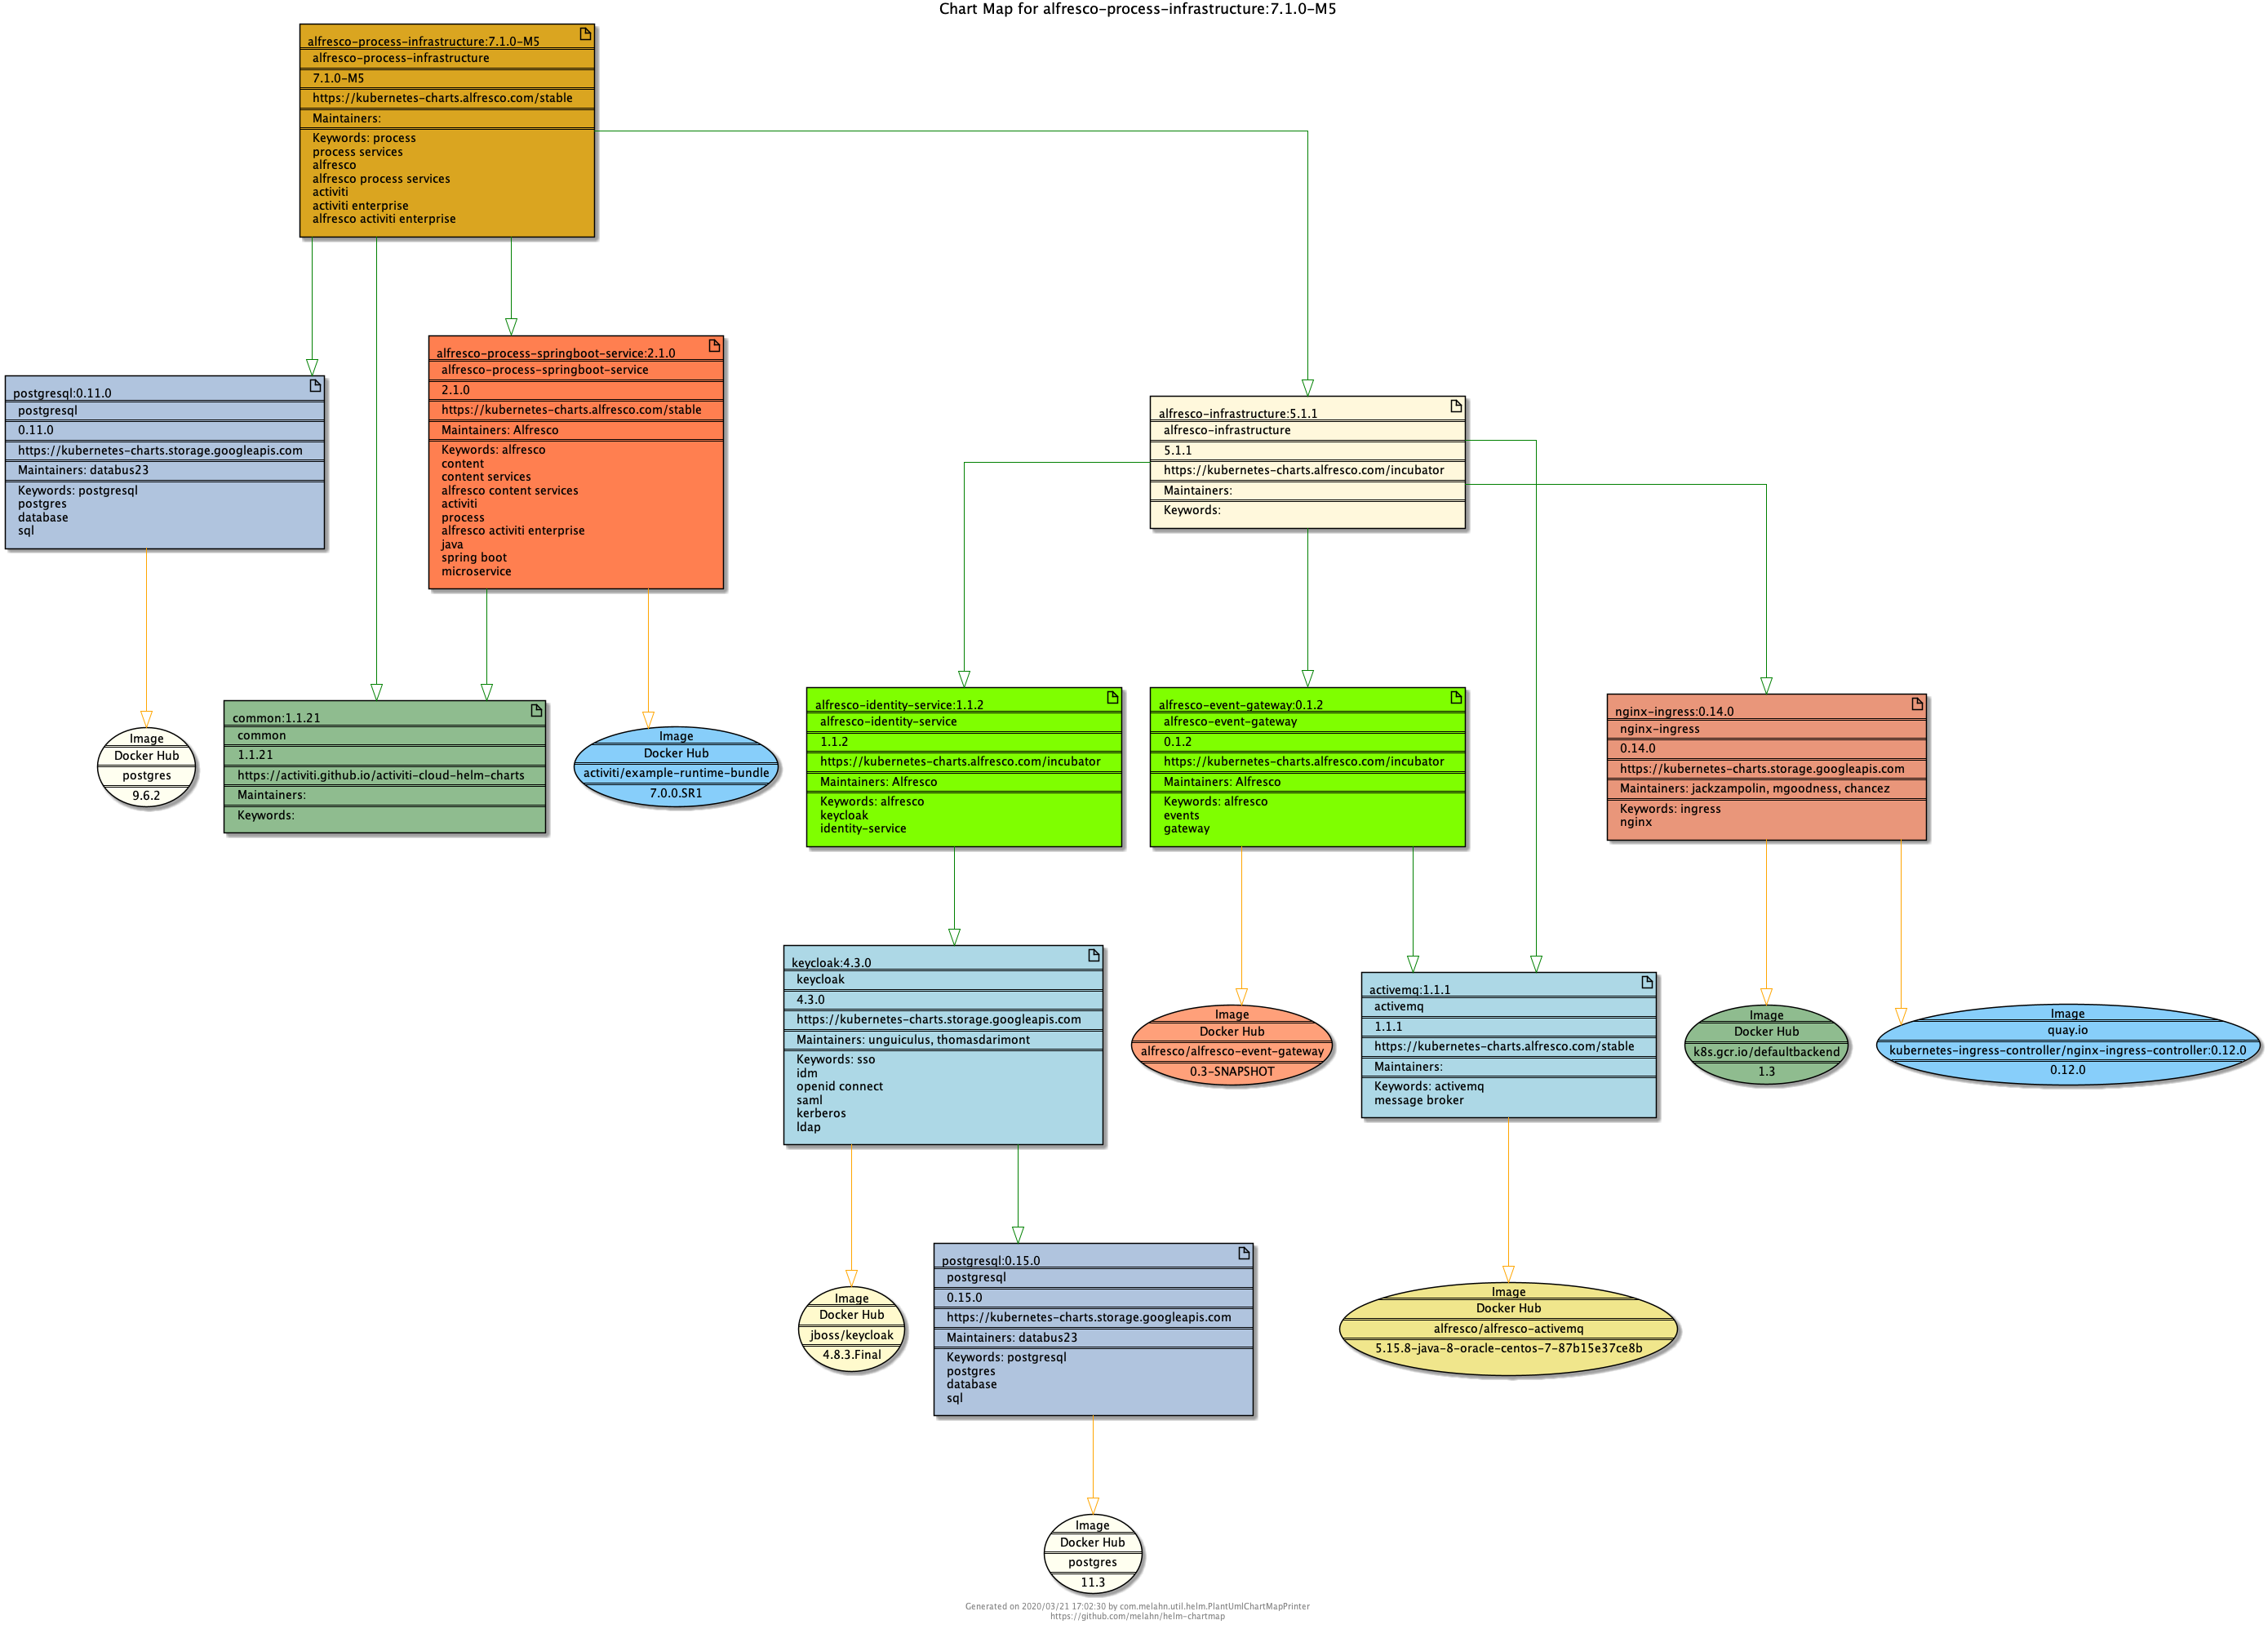 Chart Map for alfresco-process-infrastructure:7.1.0-M5
alfresco-process-infrastructure:7.1.0-M5
alfresco-process-infrastructure
7.1.0-M5
https://kubernetes-charts.alfresco.com/stable
Maintainers:
Keywords: process
process services
alfresco
alfresco process services
activiti
activiti enterprise
alfresco activiti enterprise
postgresql:0.11.0
postgresql
0.11.0
https://kubernetes-charts.storage.googleapis.com
Maintainers: databus23
Keywords: postgresql
postgres
database
sql
alfresco-process-springboot-service:2.1.0
alfresco-process-springboot-service
2.1.0
https://kubernetes-charts.alfresco.com/stable
Maintainers: Alfresco
Keywords: alfresco
content
content services
alfresco content services
activiti
process
alfresco activiti enterprise
java
spring boot
microservice
alfresco-infrastructure:5.1.1
alfresco-infrastructure
5.1.1
https://kubernetes-charts.alfresco.com/incubator
Maintainers:
Keywords:
Image
Docker Hub
postgres
9.6.2
common:1.1.21
common
1.1.21
https://activiti.github.io/activiti-cloud-helm-charts
Maintainers:
Keywords:
Image
Docker Hub
activiti/example-runtime-bundle
7.0.0.SR1
alfresco-identity-service:1.1.2
alfresco-identity-service
1.1.2
https://kubernetes-charts.alfresco.com/incubator
Maintainers: Alfresco
Keywords: alfresco
keycloak
identity-service
alfresco-event-gateway:0.1.2
alfresco-event-gateway
0.1.2
https://kubernetes-charts.alfresco.com/incubator
Maintainers: Alfresco
Keywords: alfresco
events
gateway
nginx-ingress:0.14.0
nginx-ingress
0.14.0
https://kubernetes-charts.storage.googleapis.com
Maintainers: jackzampolin, mgoodness, chancez
Keywords: ingress
nginx
keycloak:4.3.0
keycloak
4.3.0
https://kubernetes-charts.storage.googleapis.com
Maintainers: unguiculus, thomasdarimont
Keywords: sso
idm
openid connect
saml
kerberos
ldap
Image
Docker Hub
alfresco/alfresco-event-gateway
0.3-SNAPSHOT
activemq:1.1.1
activemq
1.1.1
https://kubernetes-charts.alfresco.com/stable
Maintainers:
Keywords: activemq
message broker
Image
Docker Hub
k8s.gcr.io/defaultbackend
1.3
Image
quay.io
kubernetes-ingress-controller/nginx-ingress-controller:0.12.0
0.12.0
Image
Docker Hub
jboss/keycloak
4.8.3.Final
postgresql:0.15.0
postgresql
0.15.0
https://kubernetes-charts.storage.googleapis.com
Maintainers: databus23
Keywords: postgresql
postgres
database
sql
Image
Docker Hub
alfresco/alfresco-activemq
5.15.8-java-8-oracle-centos-7-87b15e37ce8b
Image
Docker Hub
postgres
11.3
Generated on 2020/03/21 17:02:30 by com.melahn.util.helm.PlantUmlChartMapPrinter
https://github.com/melahn/helm-chartmap